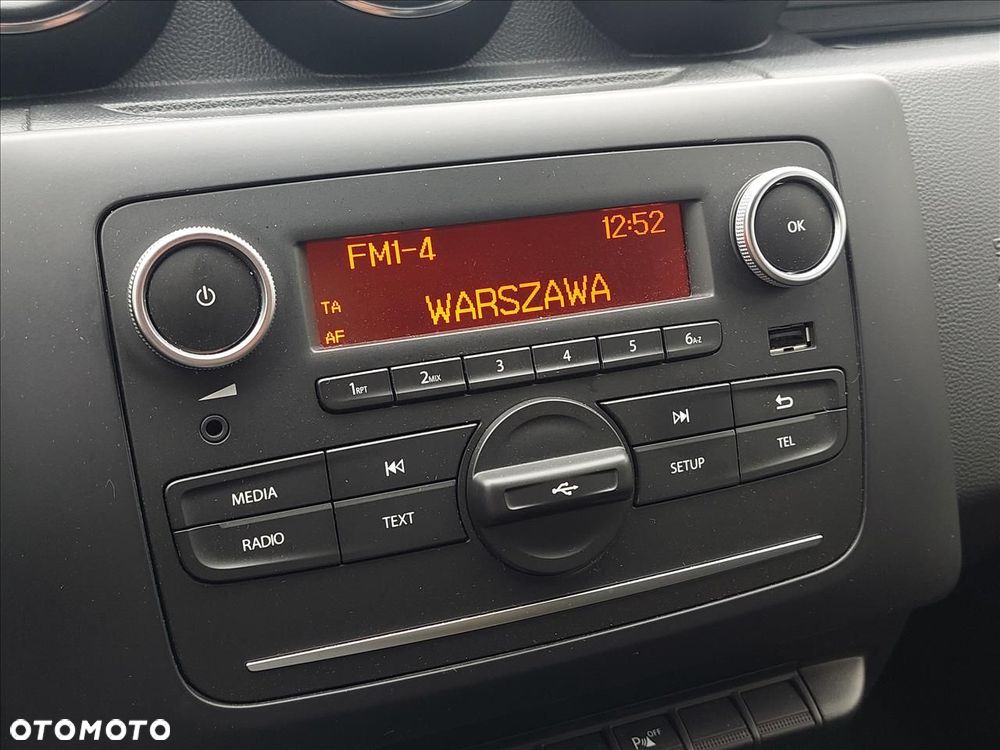 FM1-4 12:52
TA
WARSZAWA
AF
OK
1RPT 2MIX 3 4 5 6A-Z
MEDIA
RADIO
TEXT
SETUP
TEL
OFF
P
OTOMOTO